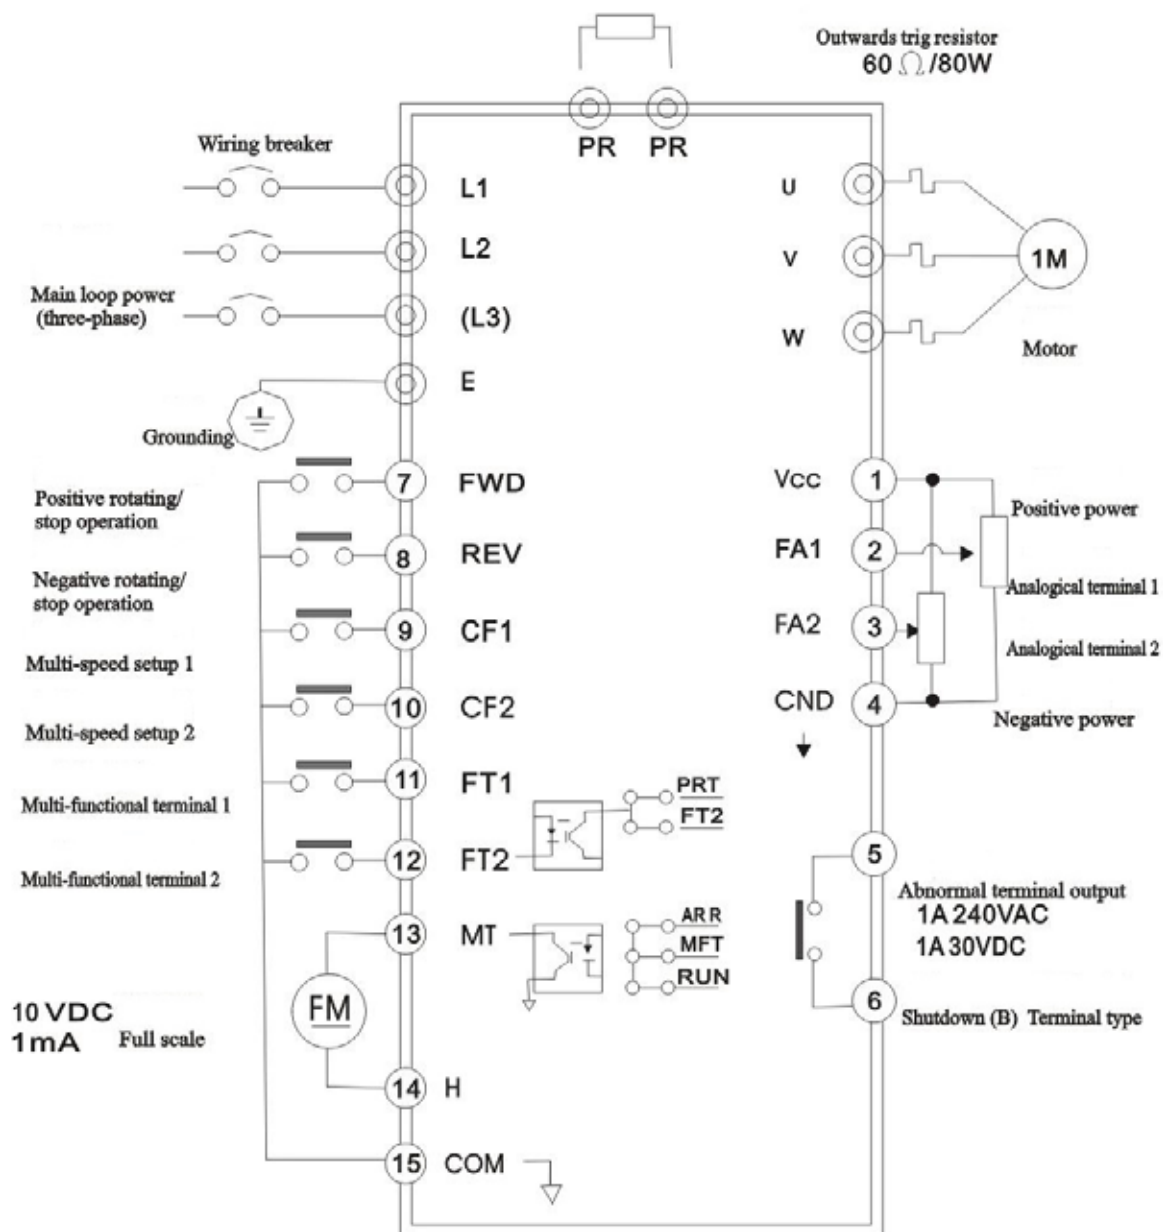 Outwards trig resistor
60 Ω/80W
PR PR
Wiring breaker
L1
U
L2
V
1M
Main loop power
(three-phase)
(L3)
W
Motor
E
Grounding
7 FWD
Vcc 1
Positive rotating/
stop operation
Positive power
8 REV
FA1 2
Negative rotating/
stop operation
Analogical terminal 1
9 CF1
FA2 3
Multi-speed setup 1
Analogical terminal 2
10 CF2
CND 4
Multi-speed setup 2
Negative power
11 FT1
PRT
Multi-functional terminal 1
FT2
12 FT2
5
Multi-functional terminal 2
Abnormal terminal output
1A 240VAC
1A 30VDC
13 MT
ARR
MFT
RUN
FM
10 VDC
1mA Full scale
6
Shutdown (B) Terminal type
14 H
15 COM